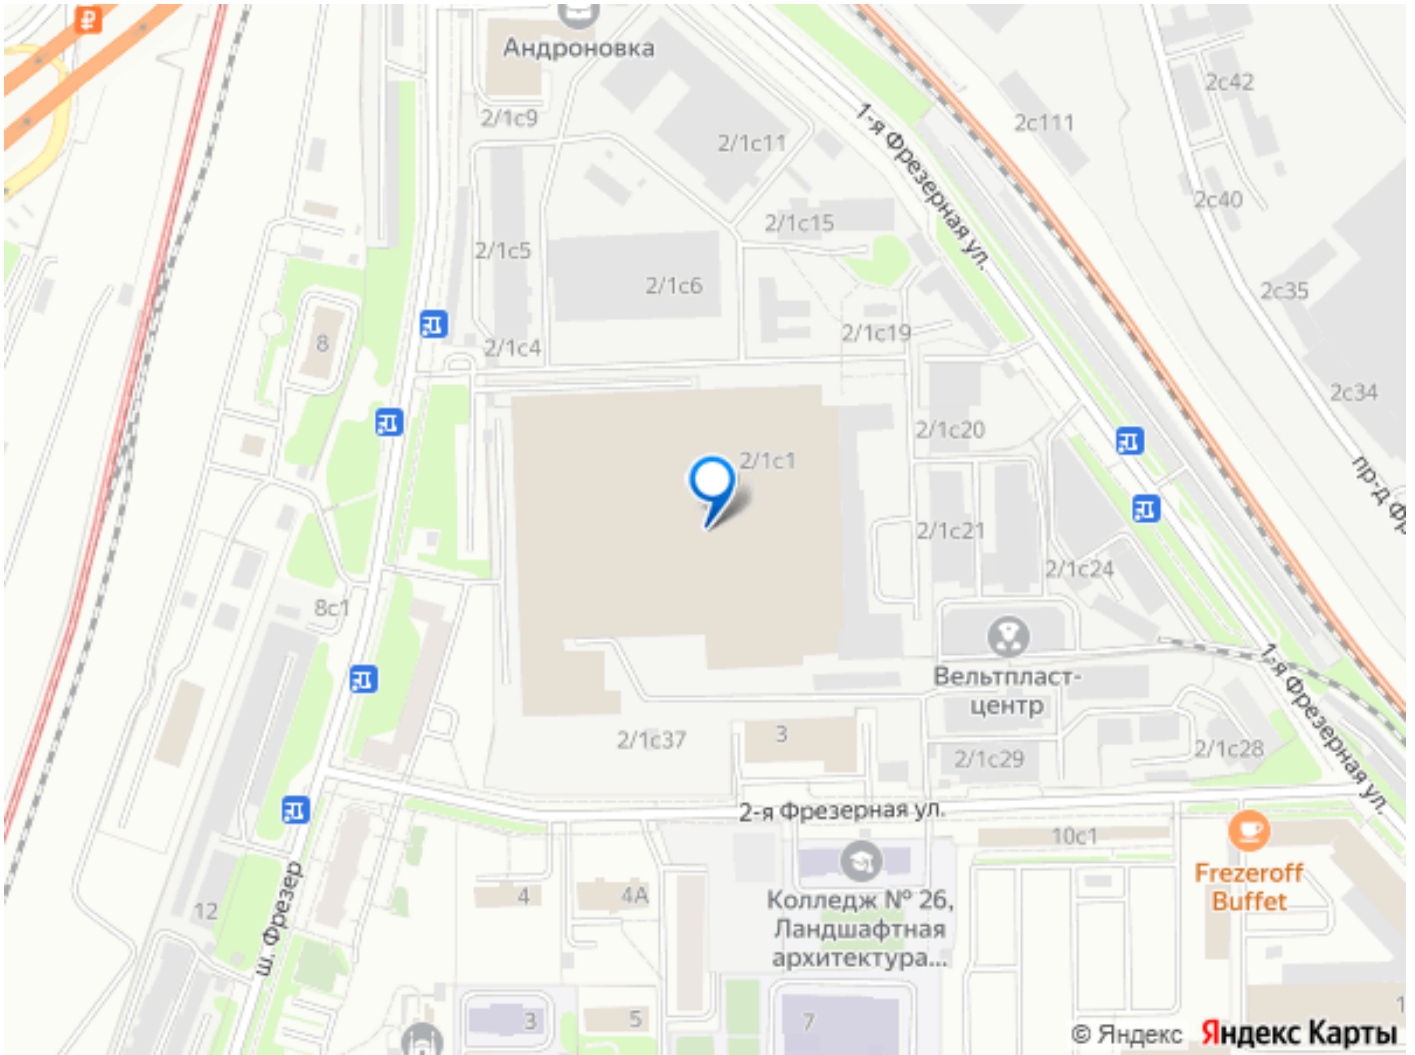 ₽
Андроновка
2/1с9
2/1с11
1-я Фрезерная ул.
2с111
2с42
2с40
2/1с15
2/1с5
2/1с6
2с35
8
2/1с4
2/1с19
2с34
2/1с20
2/1с1
пр-д Фр
2/1с21
2/1с24
8с1
Вельтпласт-
центр
1-я Фрезерная ул.
2/1с37
3
2/1с29
2/1с28
2-я Фрезерная ул.
10с1
Frezeroff
Buffet
4
4А
Колледж № 26,
Ландшафтная
архитектура...
12
ш. Фрезер
3
5
7
1
© Яндекс Яндекс Карты